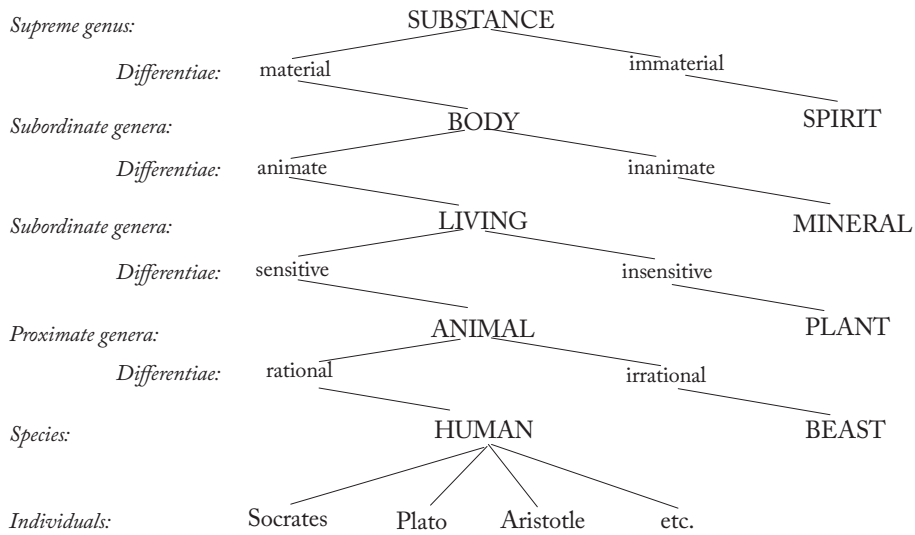 Supreme genus: SUBSTANCE
Differentiae: material immaterial
SPIRIT
Subordinate genera: BODY
Differentiae: animate inanimate
MINERAL
Subordinate genera: LIVING
Differentiae: sensitive insensitive
PLANT
Proximate genera: ANIMAL
Differentiae: rational irrational
Species: HUMAN BEAST
Individuals: Socrates Plato Aristotle etc.